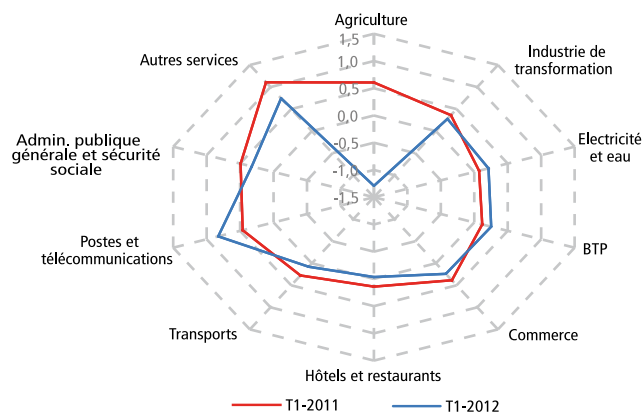 Agriculture
1,5
1,0
0,5
0,0
-0,5
-1,0
-1,5
Industrie de
transformation
Electricité
et eau
BTP
Commerce
Hôtels et restaurants
Transports
Postes et
télécommunications
Admin. publique
générale et sécurité
sociale
Autres services
T1-2011
T1-2012